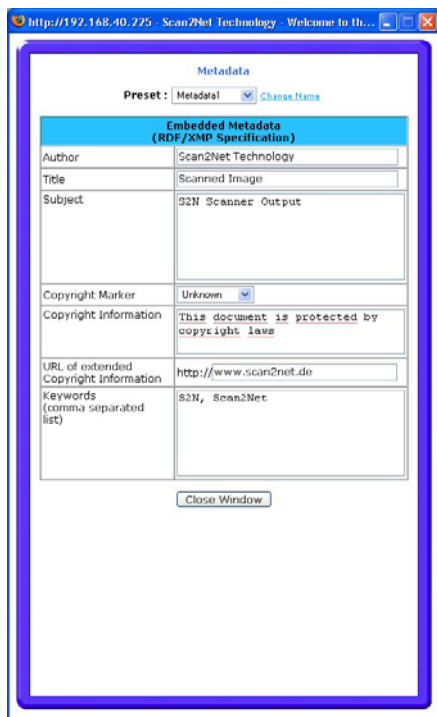 http://192.168.40.225 - Scan2Net Technology - Welcome to th...
Metadata
Preset : Metadata1 Change Name
Embedded Metadata
(RDF/XMP Specification)
Author Scan2Net Technology
Title Scanned Image
Subject S2N Scanner Output
Copyright Marker Unknown
Copyright Information This document is protected by
copyright laws
URL of extended
Copyright Information http://www.scan2net.de
Keywords
(comma separated
list) S2N, Scan2Net
Close Window